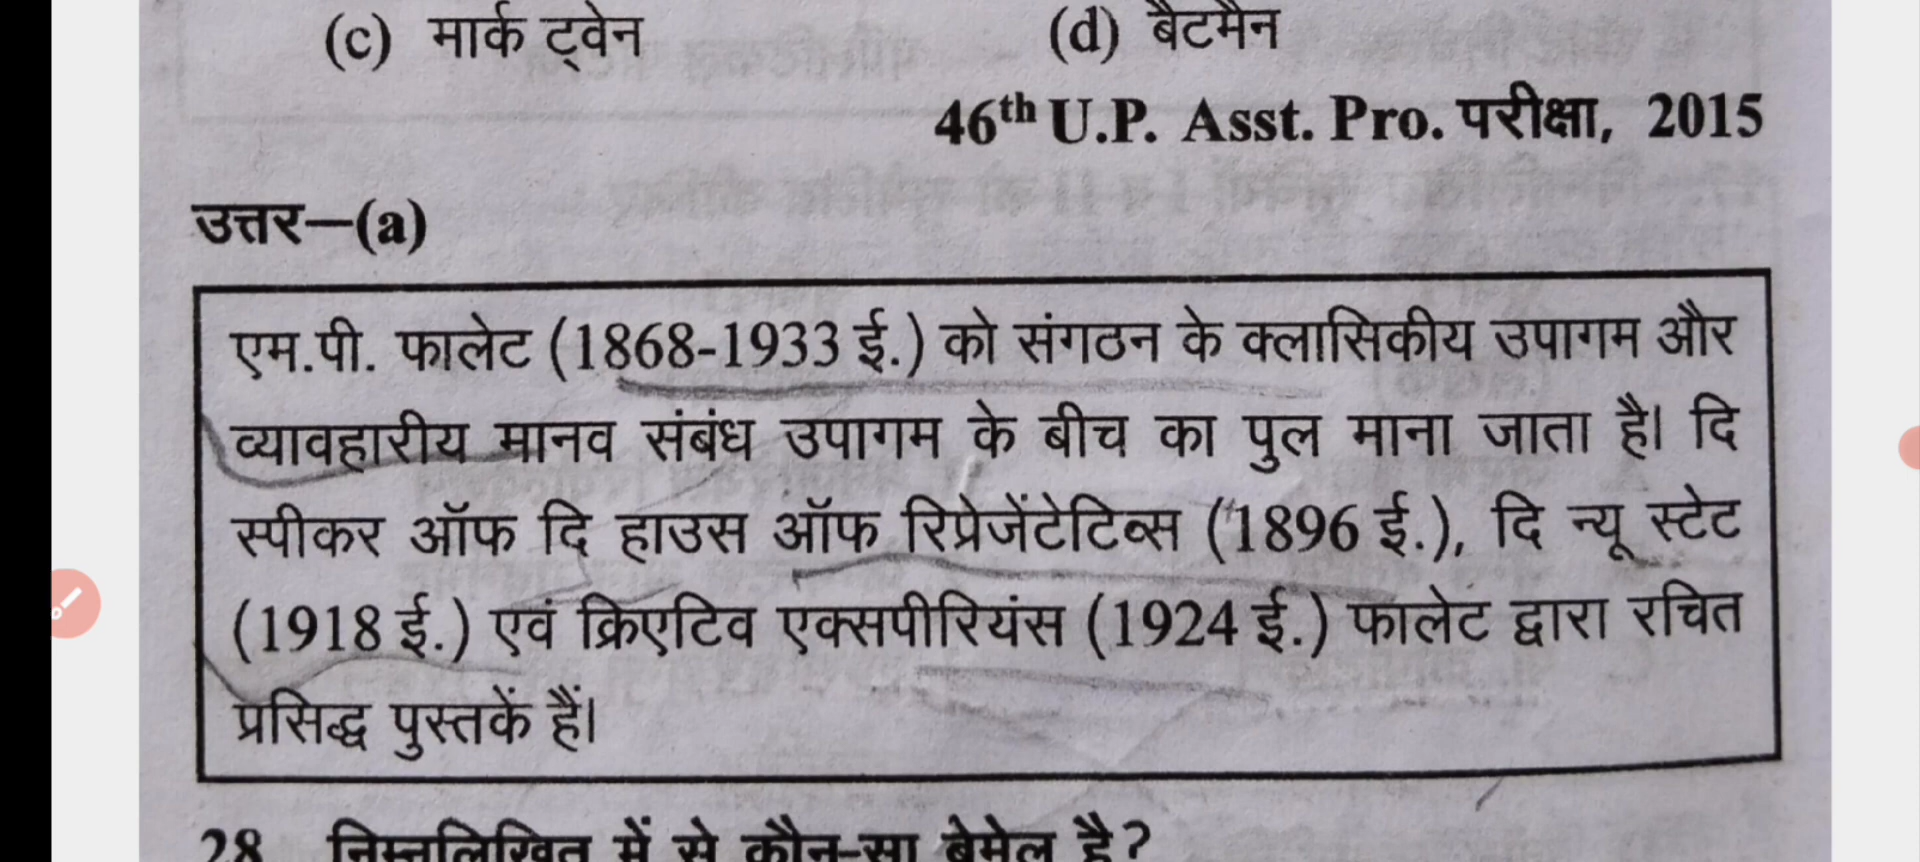 (c) मार्क ट्वेन (d) बैटमैन
46th U.P. Asst. Pro. परीक्षा, 2015
उत्तर–(a)
एम.पी. फालेट (1868-1933 ई.) को संगठन के क्लासिकीय उपागम और
व्यावहारीय मानव संबंध उपागम के बीच का पुल माना जाता है। दि
स्पीकर ऑफ दि हाउस ऑफ रिप्रेजेंटेटिव्स (1896 ई.), दि न्यू स्टेट
(1918 ई.) एवं क्रिएटिव एक्सपीरियंस (1924 ई.) फालेट द्वारा रचित
प्रसिद्ध पुस्तकें हैं।
28 निम्नलिखित में से कौन-सा बेमेल है?